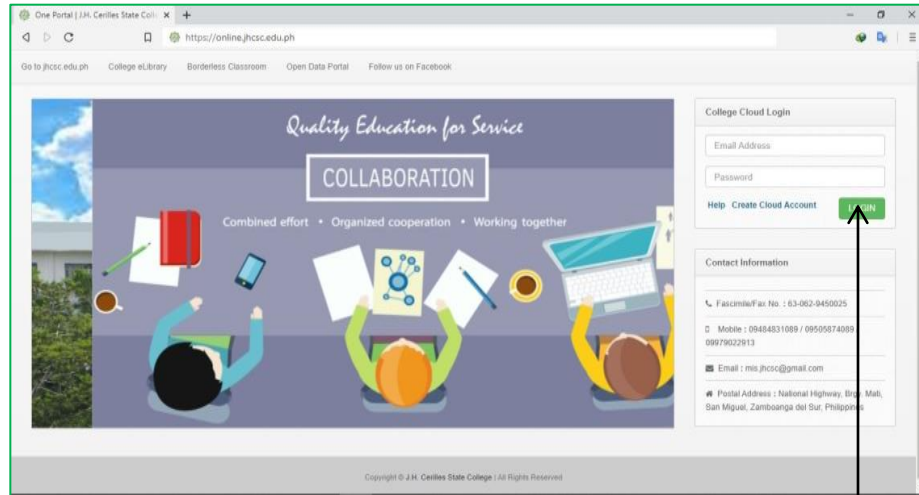 One Portal | J.H. Cerilles State Coll
https://online.jhcsc.edu.ph
Go to jhcsc.edu.ph College eLibrary Borderless Classroom Open Data Portal Follow us on Facebook
Quality Education for Service
COLLABORATION
Combined effort • Organized cooperation • Working together
College Cloud Login
Email Address
Password
Help Create Cloud Account LOGIN
Contact Information
Fascimile/Fax No. : 63-062-9450025
Mobile : 09484831089 / 09505874089
09979022913
Email : mis.jhcsc@gmail.com
Postal Address : National Highway, Brgy. Mati,
San Miguel, Zamboanga del Sur, Philippines
Copyright © J.H. Cerilles State College | All Rights Reserved